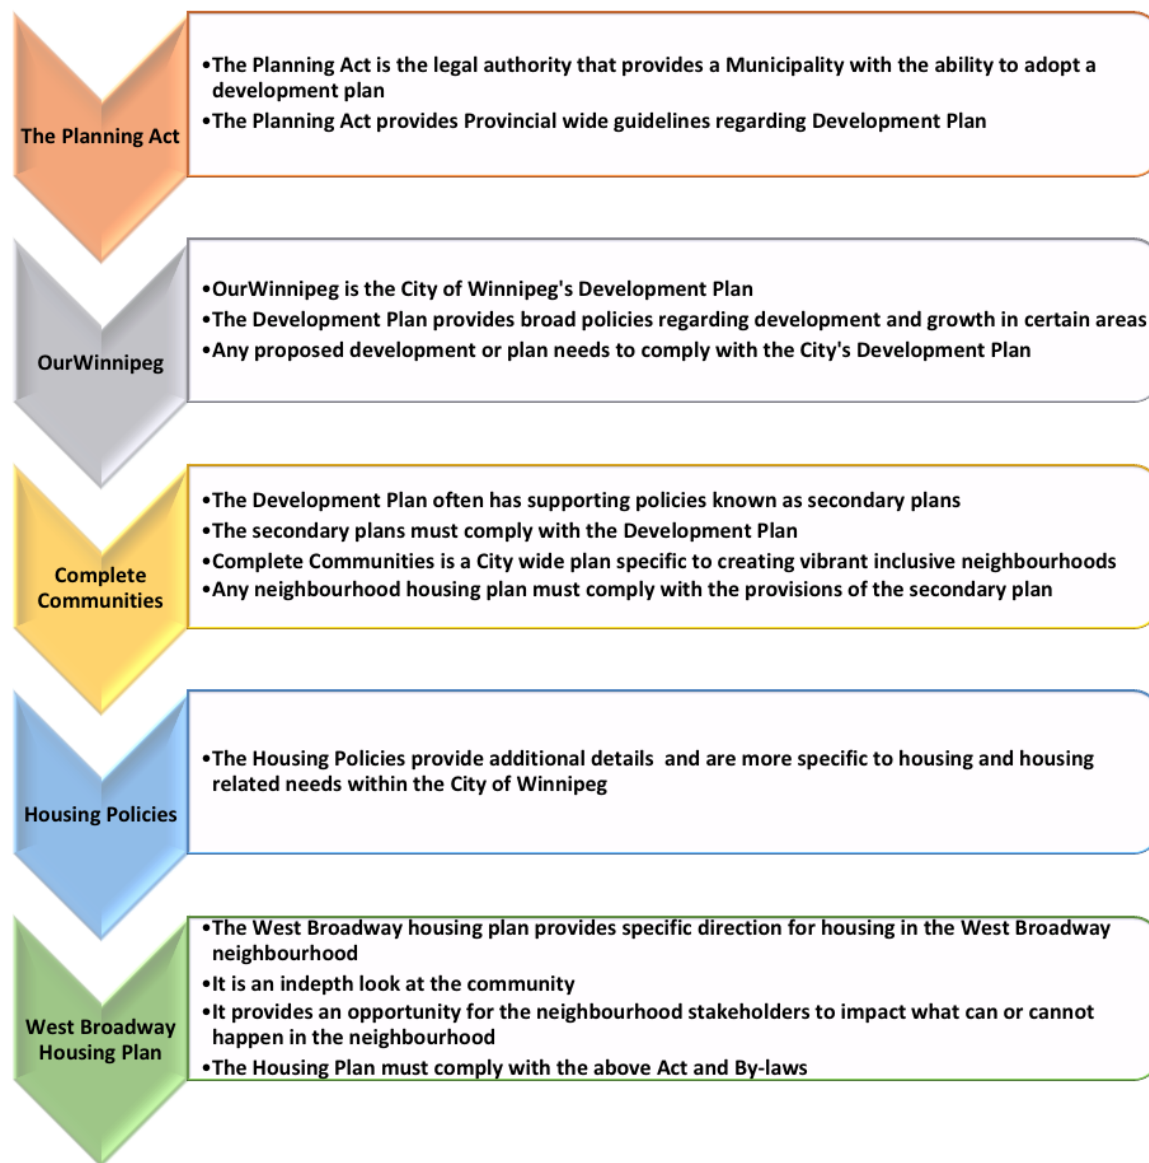 The Planning Act
•The Planning Act is the legal authority that provides a Municipality with the ability to adopt a
development plan
•The Planning Act provides Provincial wide guidelines regarding Development Plan
OurWinnipeg
•OurWinnipeg is the City of Winnipeg's Development Plan
•The Development Plan provides broad policies regarding development and growth in certain areas
•Any proposed development or plan needs to comply with the City's Development Plan
Complete
Communities
•The Development Plan often has supporting policies known as secondary plans
•The secondary plans must comply with the Development Plan
•Complete Communities is a City wide plan specific to creating vibrant inclusive neighbourhoods
•Any neighbourhood housing plan must comply with the provisions of the secondary plan
Housing Policies
•The Housing Policies provide additional details  and are more specific to housing and housing
related needs within the City of Winnipeg
West Broadway
Housing Plan
•The West Broadway housing plan provides specific direction for housing in the West Broadway
neighbourhood
•It is an indepth look at the community
•It provides an opportunity for the neighbourhood stakeholders to impact what can or cannot
happen in the neighbourhood
•The Housing Plan must comply with the above Act and By-laws